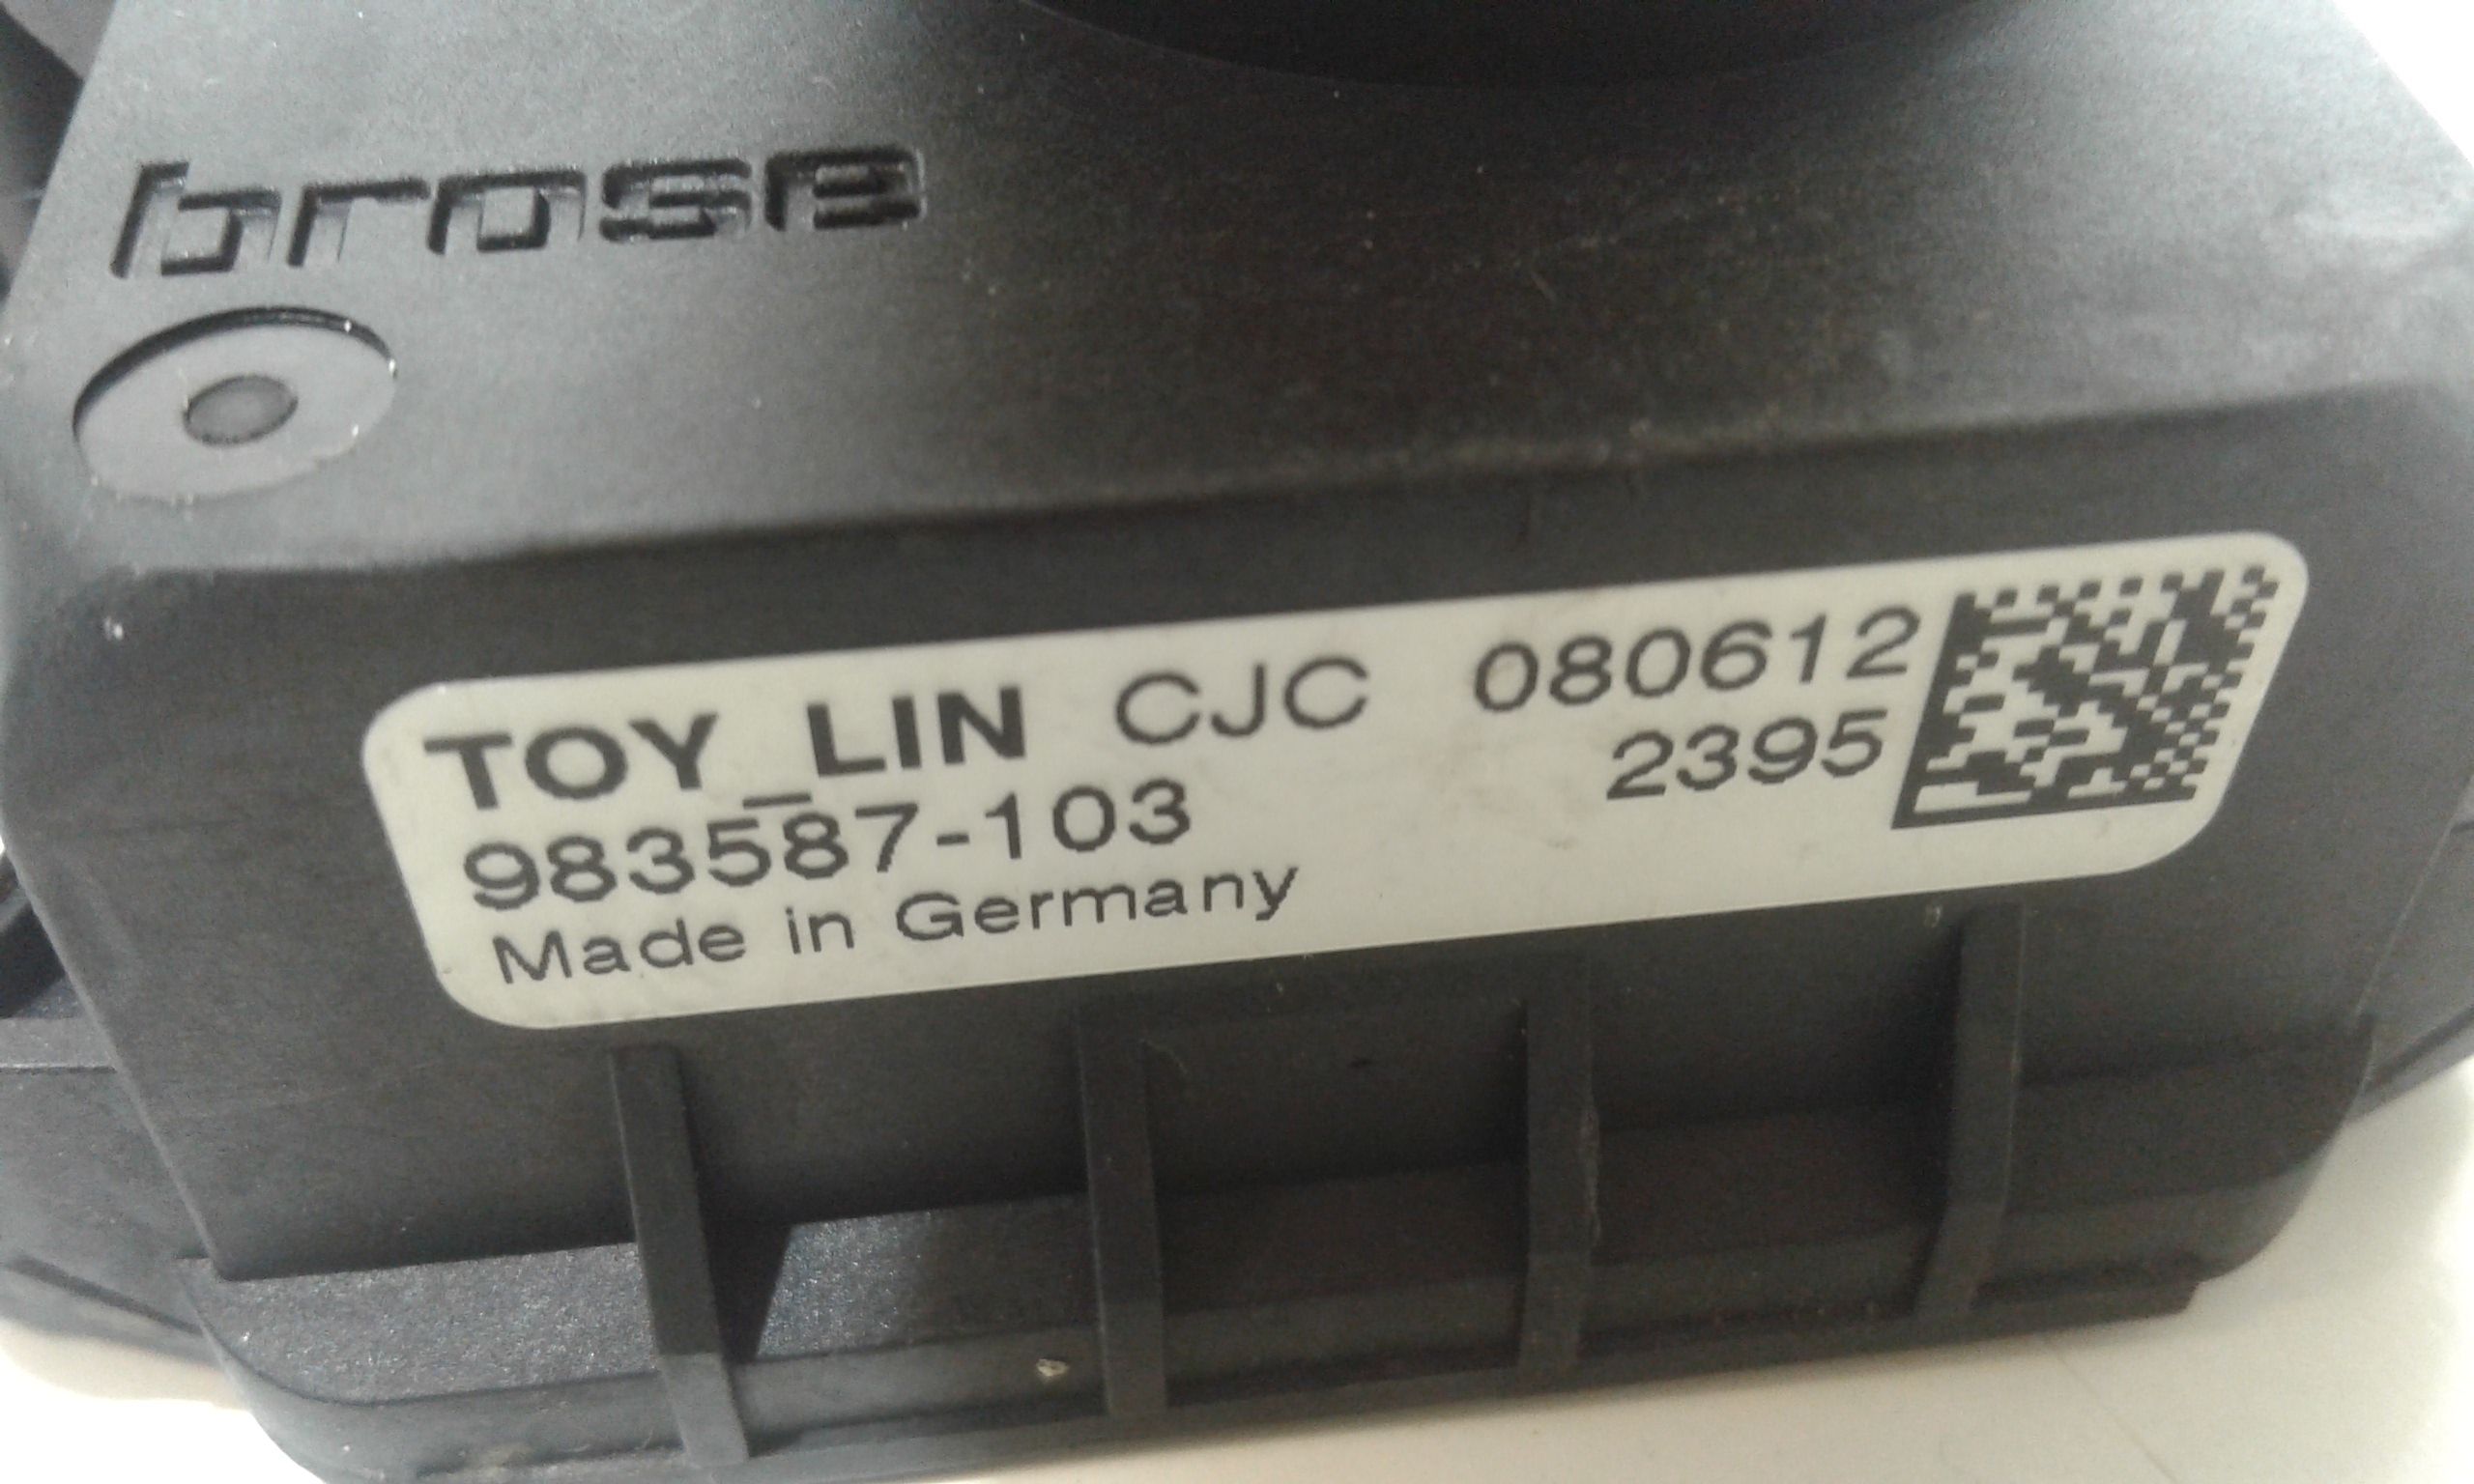 brose
TOY_LIN CJC 080612
983587-103 2395
Made in Germany